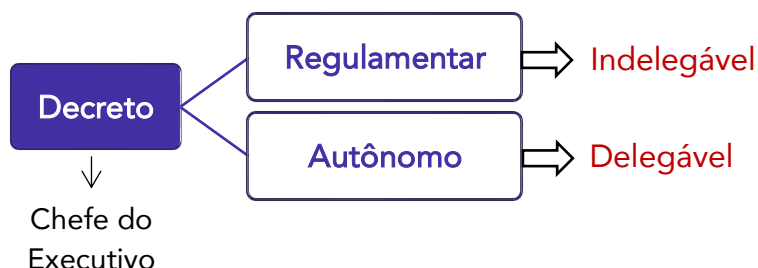 Regulamentar
Indelegável
Decreto
Autônomo
Delegável
Chefe do
Executivo